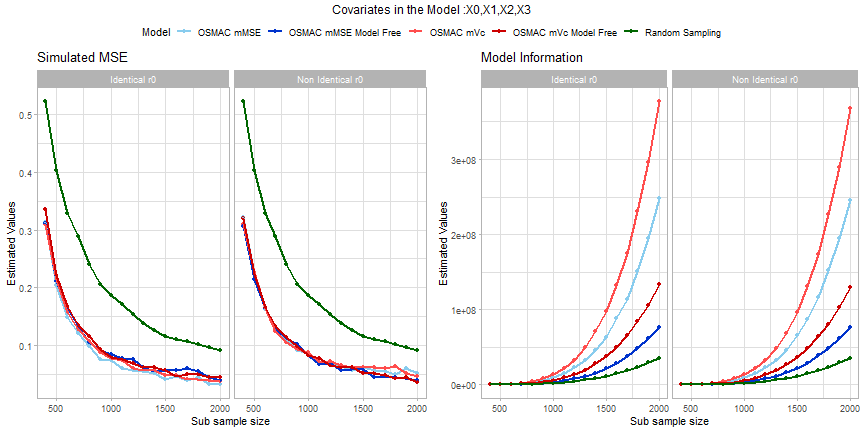 Covariates in the Model :X0,X1,X2,X3
Model OSMAC mMSE OSMAC mMSE Model Free OSMAC mVc OSMAC mVc Model Free Random Sampling
Simulated MSE
Identical r0 Non Identical r0
0.5
0.4
0.3
0.2
0.1
Estimated Values
500 1000 1500 2000 500 1000 1500 2000
Sub sample size
Model Information
Identical r0 Non Identical r0
3e+08
2e+08
1e+08
0e+00
Estimated Values
500 1000 1500 2000 500 1000 1500 2000
Sub sample size